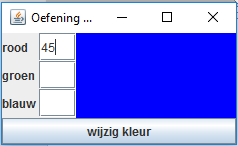 Oefening ...
rood 45
groen
blauw
wijzig kleur